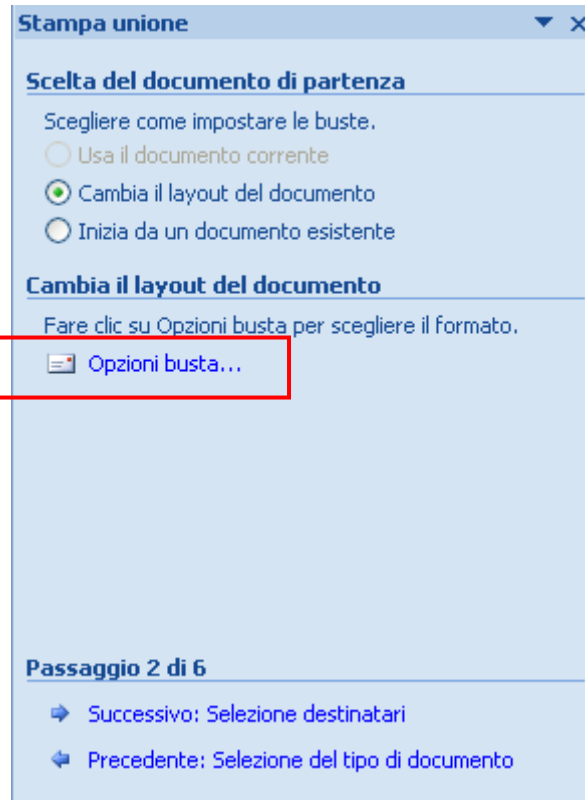 Stampa unione
Scelta del documento di partenza
Scegliere come impostare le buste.
Usa il documento corrente
Cambia il layout del documento
Inizia da un documento esistente
Cambia il layout del documento
Fare clic su Opzioni busta per scegliere il formato.
Opzioni busta...
Passaggio 2 di 6
Successivo: Selezione destinatari
Precedente: Selezione del tipo di documento